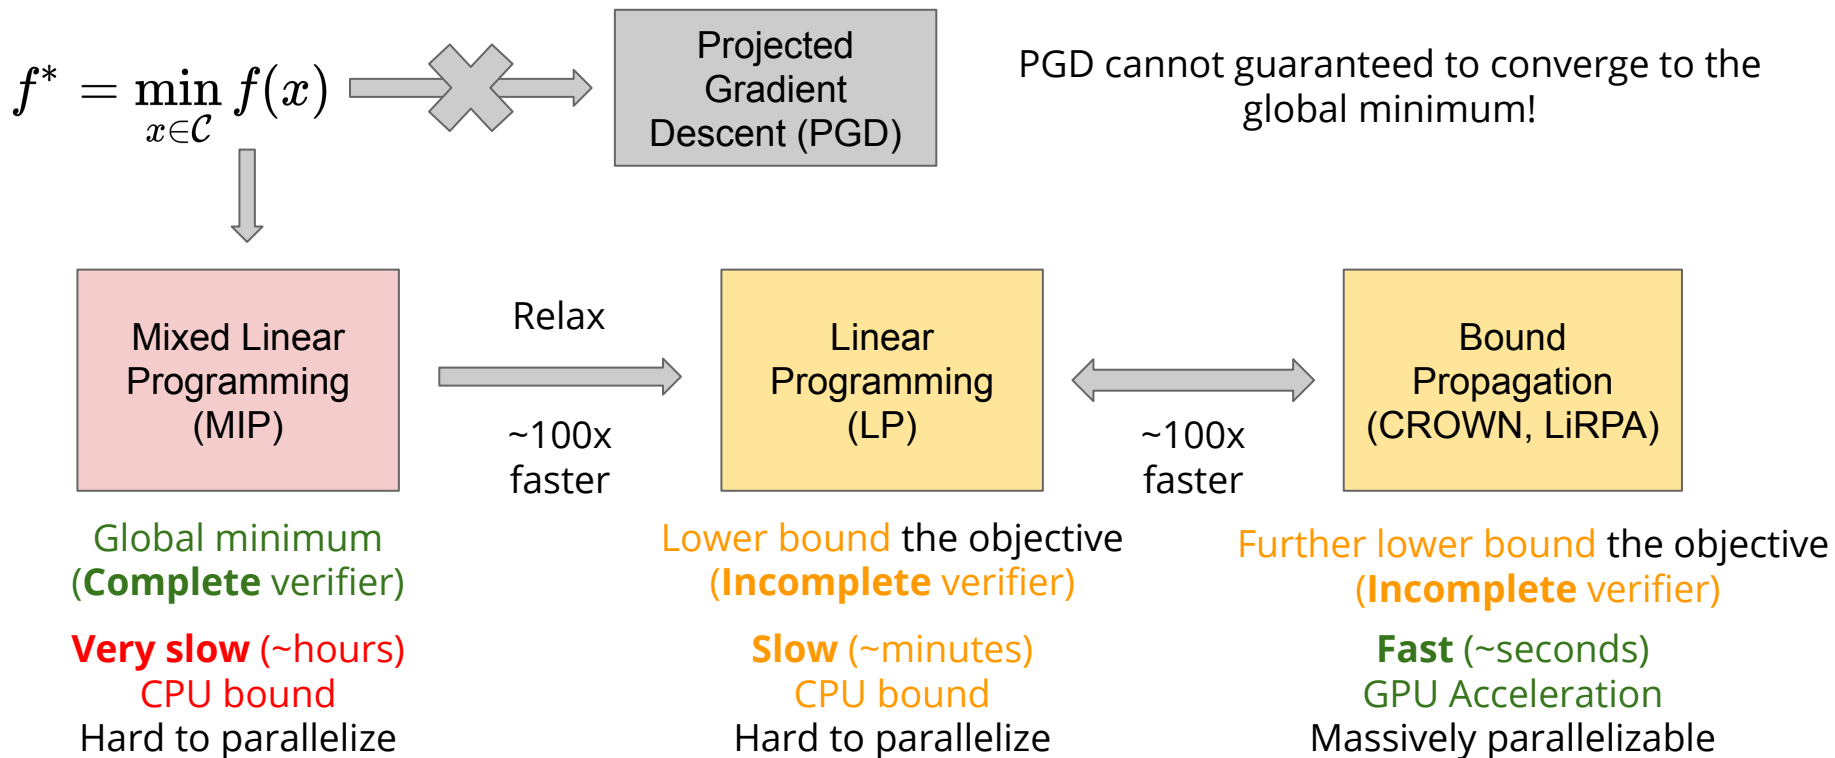 f* = min f(x)
x∈C
Projected
Gradient
Descent (PGD)
PGD cannot guaranteed to converge to the
global minimum!
Mixed Linear
Programming
(MIP)
Relax
~100x
faster
Linear
Programming
(LP)
~100x
faster
Bound
Propagation
(CROWN, LiRPA)
Global minimum
(Complete verifier)
Very slow (~hours)
CPU bound
Hard to parallelize
Lower bound the objective
(Incomplete verifier)
Slow (~minutes)
CPU bound
Hard to parallelize
Further lower bound the objective
(Incomplete verifier)
Fast (~seconds)
GPU Acceleration
Massively parallelizable